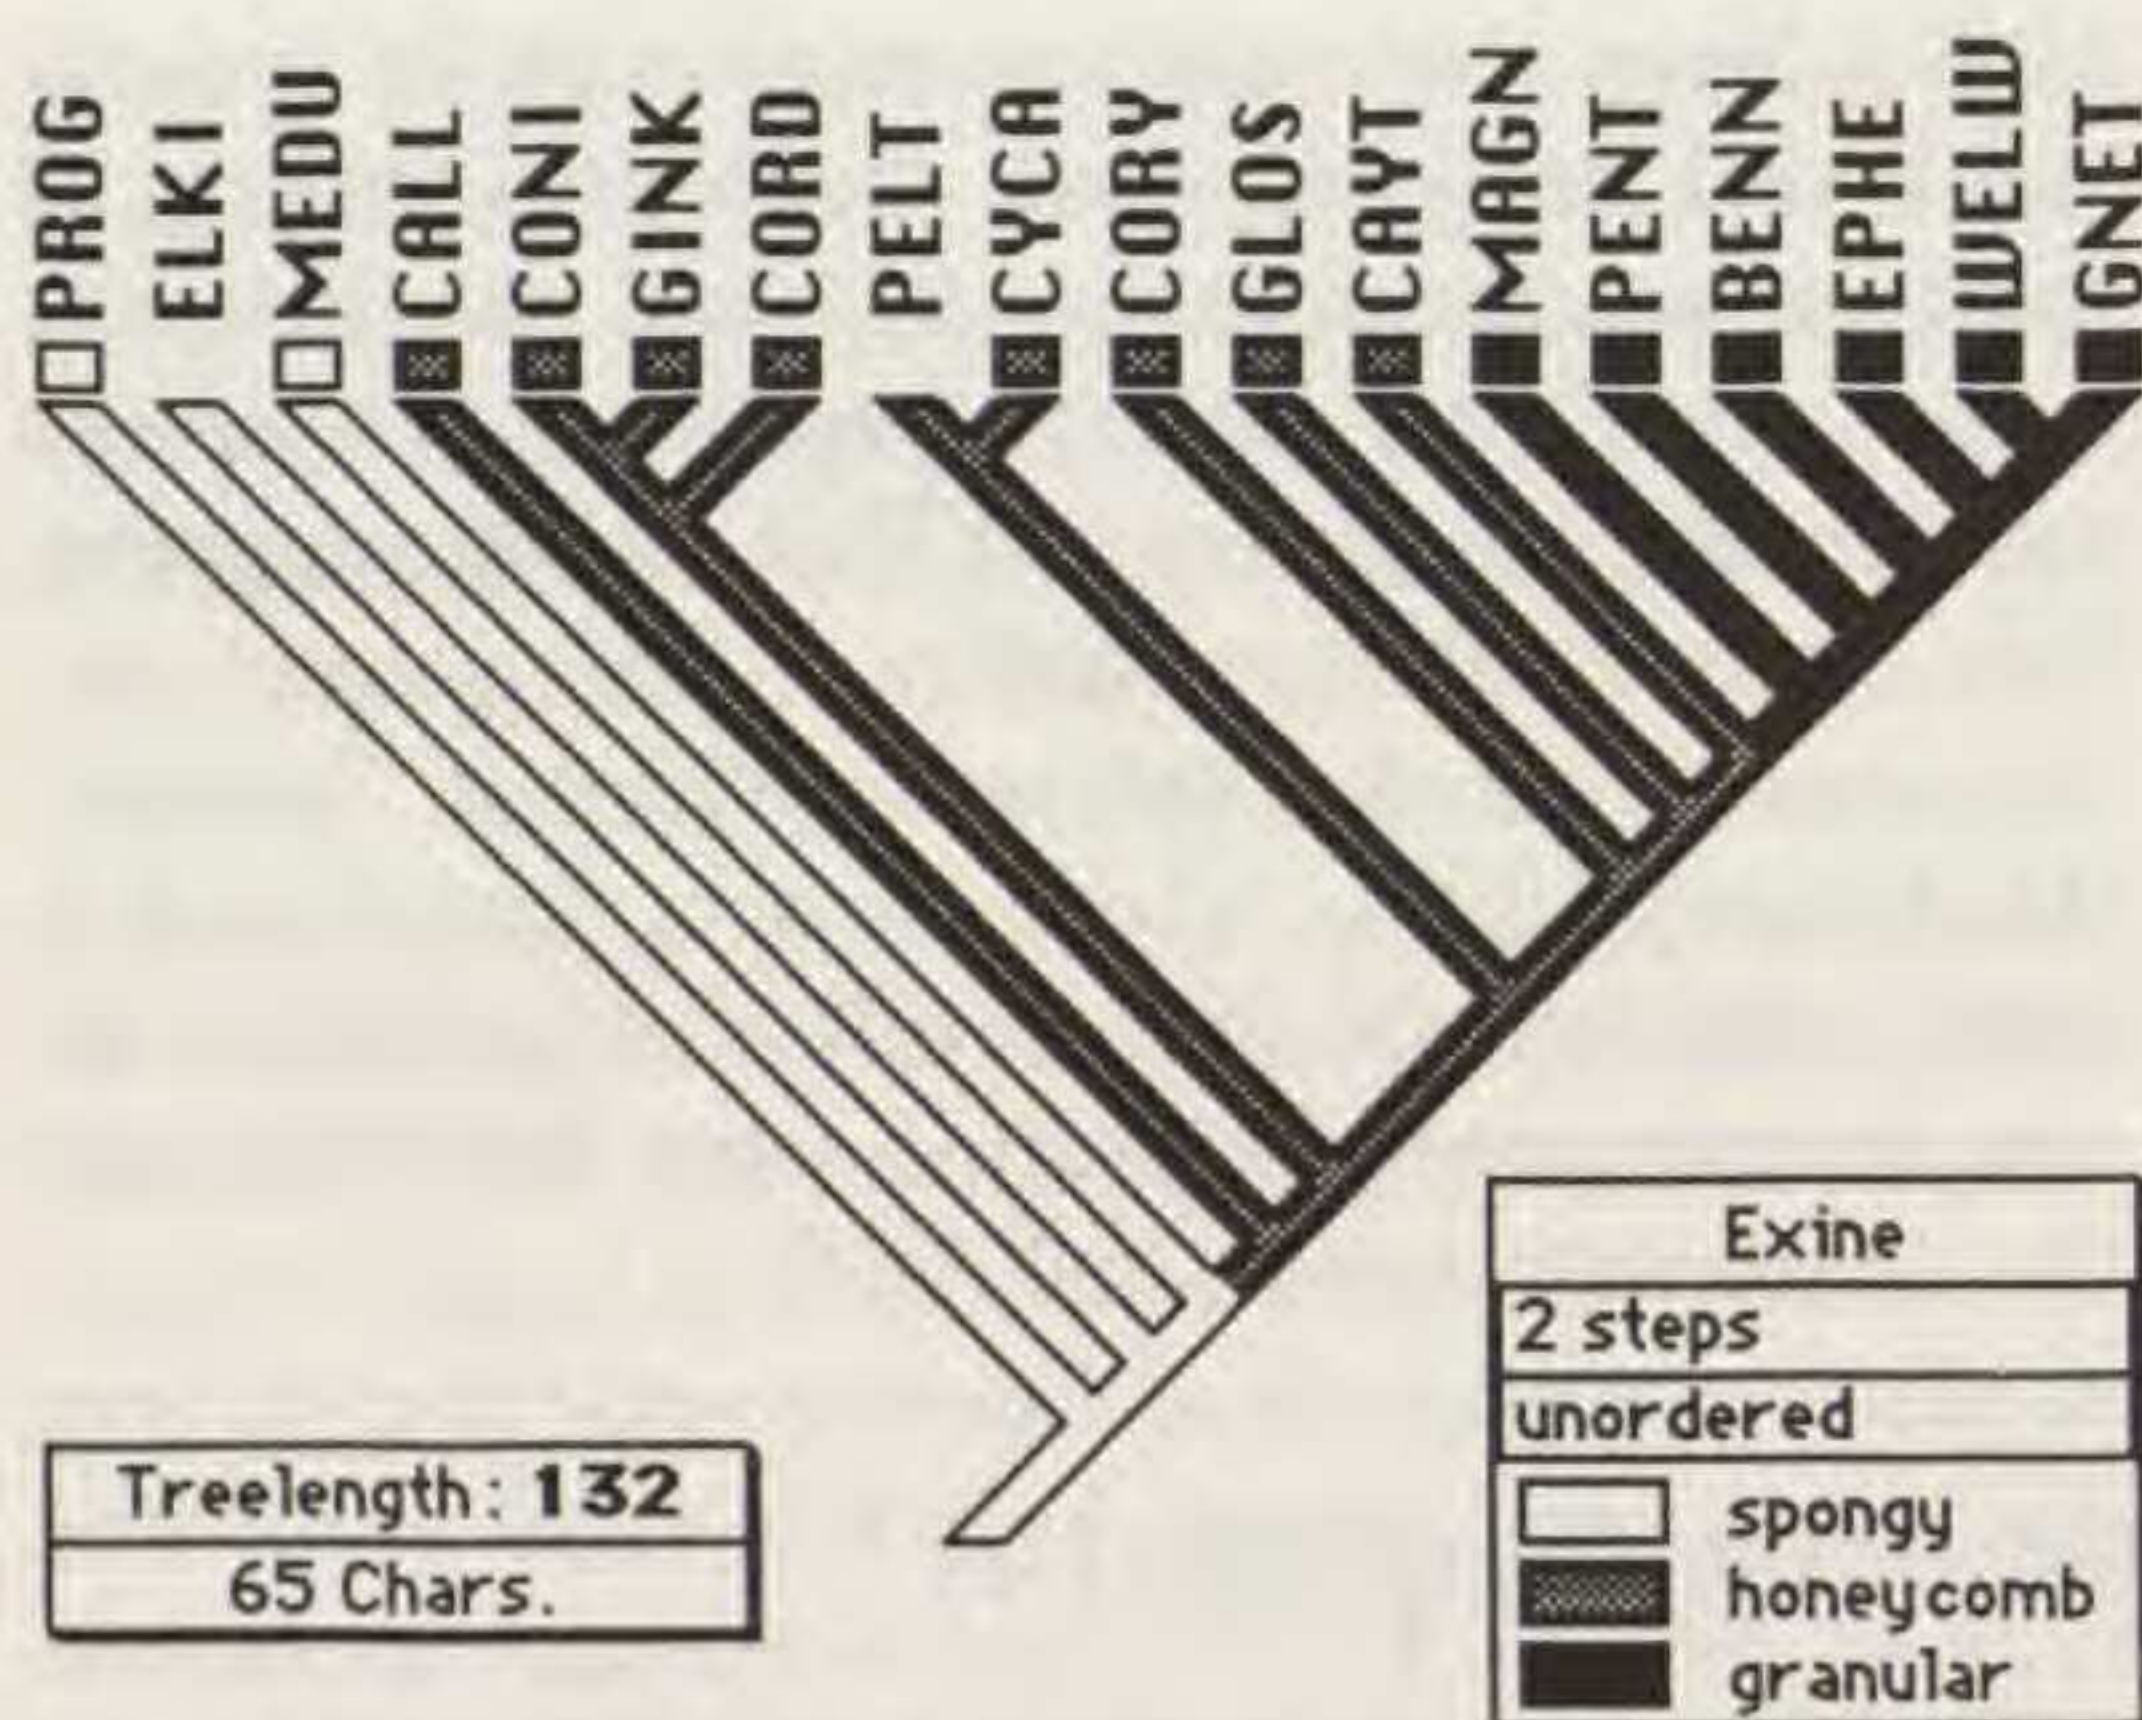 PROG
ELKI
MEDU
CALL
CONI
GINK
CORD
PELT
CYCA
CORY
GLOS
CAYT
MAGN
PENT
BENN
EPHE
WELW
GNET
Exine
2 steps
unordered
spongy
honeycomb
granular
Treelength: 132
65 Chars.